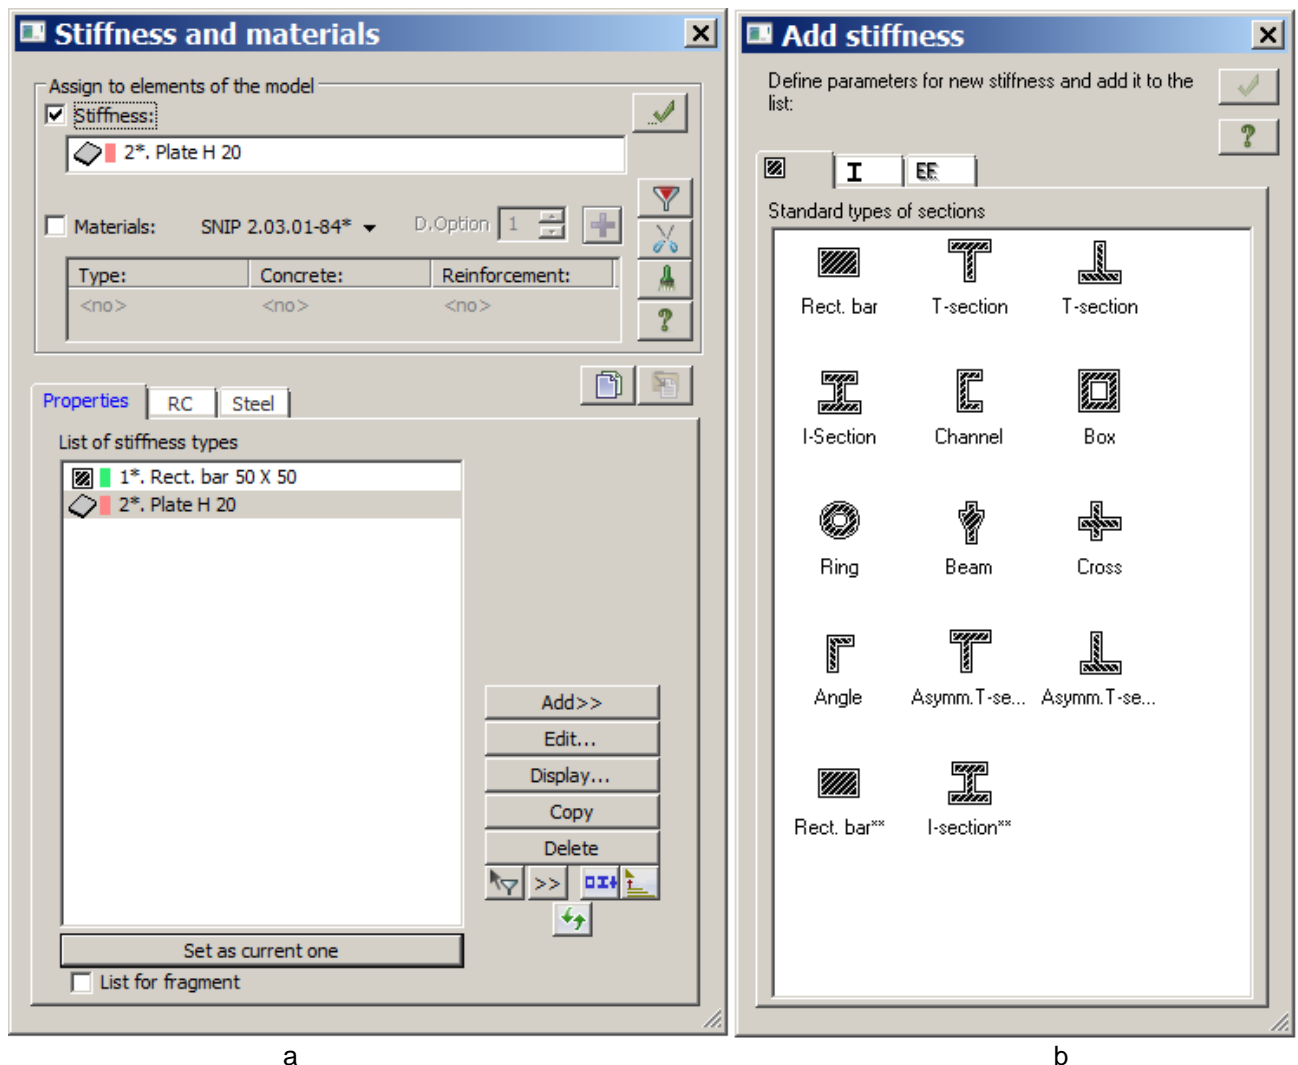 Stiffness and materials
Assign to elements of the model
Stiffness:
2*. Plate H 20
Materials: SNIP 2.03.01-84* D.Option 1
Type: Concrete: Reinforcement:
<no> <no> <no>
?
Properties RC Steel
List of stiffness types
1*. Rect. bar 50 X 50
2*. Plate H 20
Add>>
Edit...
Display...
Copy
Delete
>>
Set as current one
List for fragment
a
Add stiffness
Define parameters for new stiffness and add it to the
list:
?
I EE
Standard types of sections
Rect. bar T-section T-section
I-Section Channel Box
Ring Beam Cross
Angle Asymm.T-se... Asymm.T-se...
Rect. bar** I-section**
b